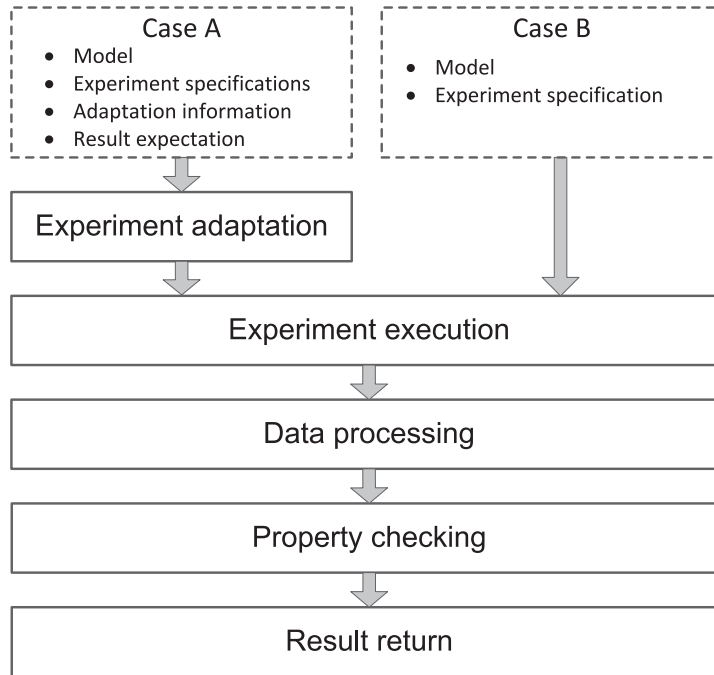 Case A
• Model
• Experiment specifications
• Adaptation information
• Result expectation
Case B
• Model
• Experiment specification
Experiment adaptation
Experiment execution
Data processing
Property checking
Result return